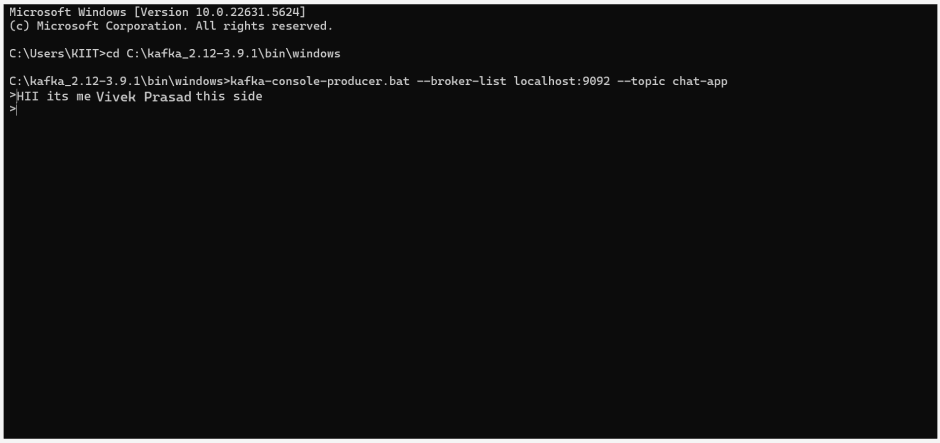 Microsoft Windows [Version 10.0.22631.5624]
(c) Microsoft Corporation. All rights reserved.
C:\Users\KIIT>cd C:\kafka_2.12-3.9.1\bin\windows
C:\kafka_2.12-3.9.1\bin\windows>kafka-console-producer.bat --broker-list localhost:9092 --topic chat-app
>HII its me Vivek Prasad this side
>